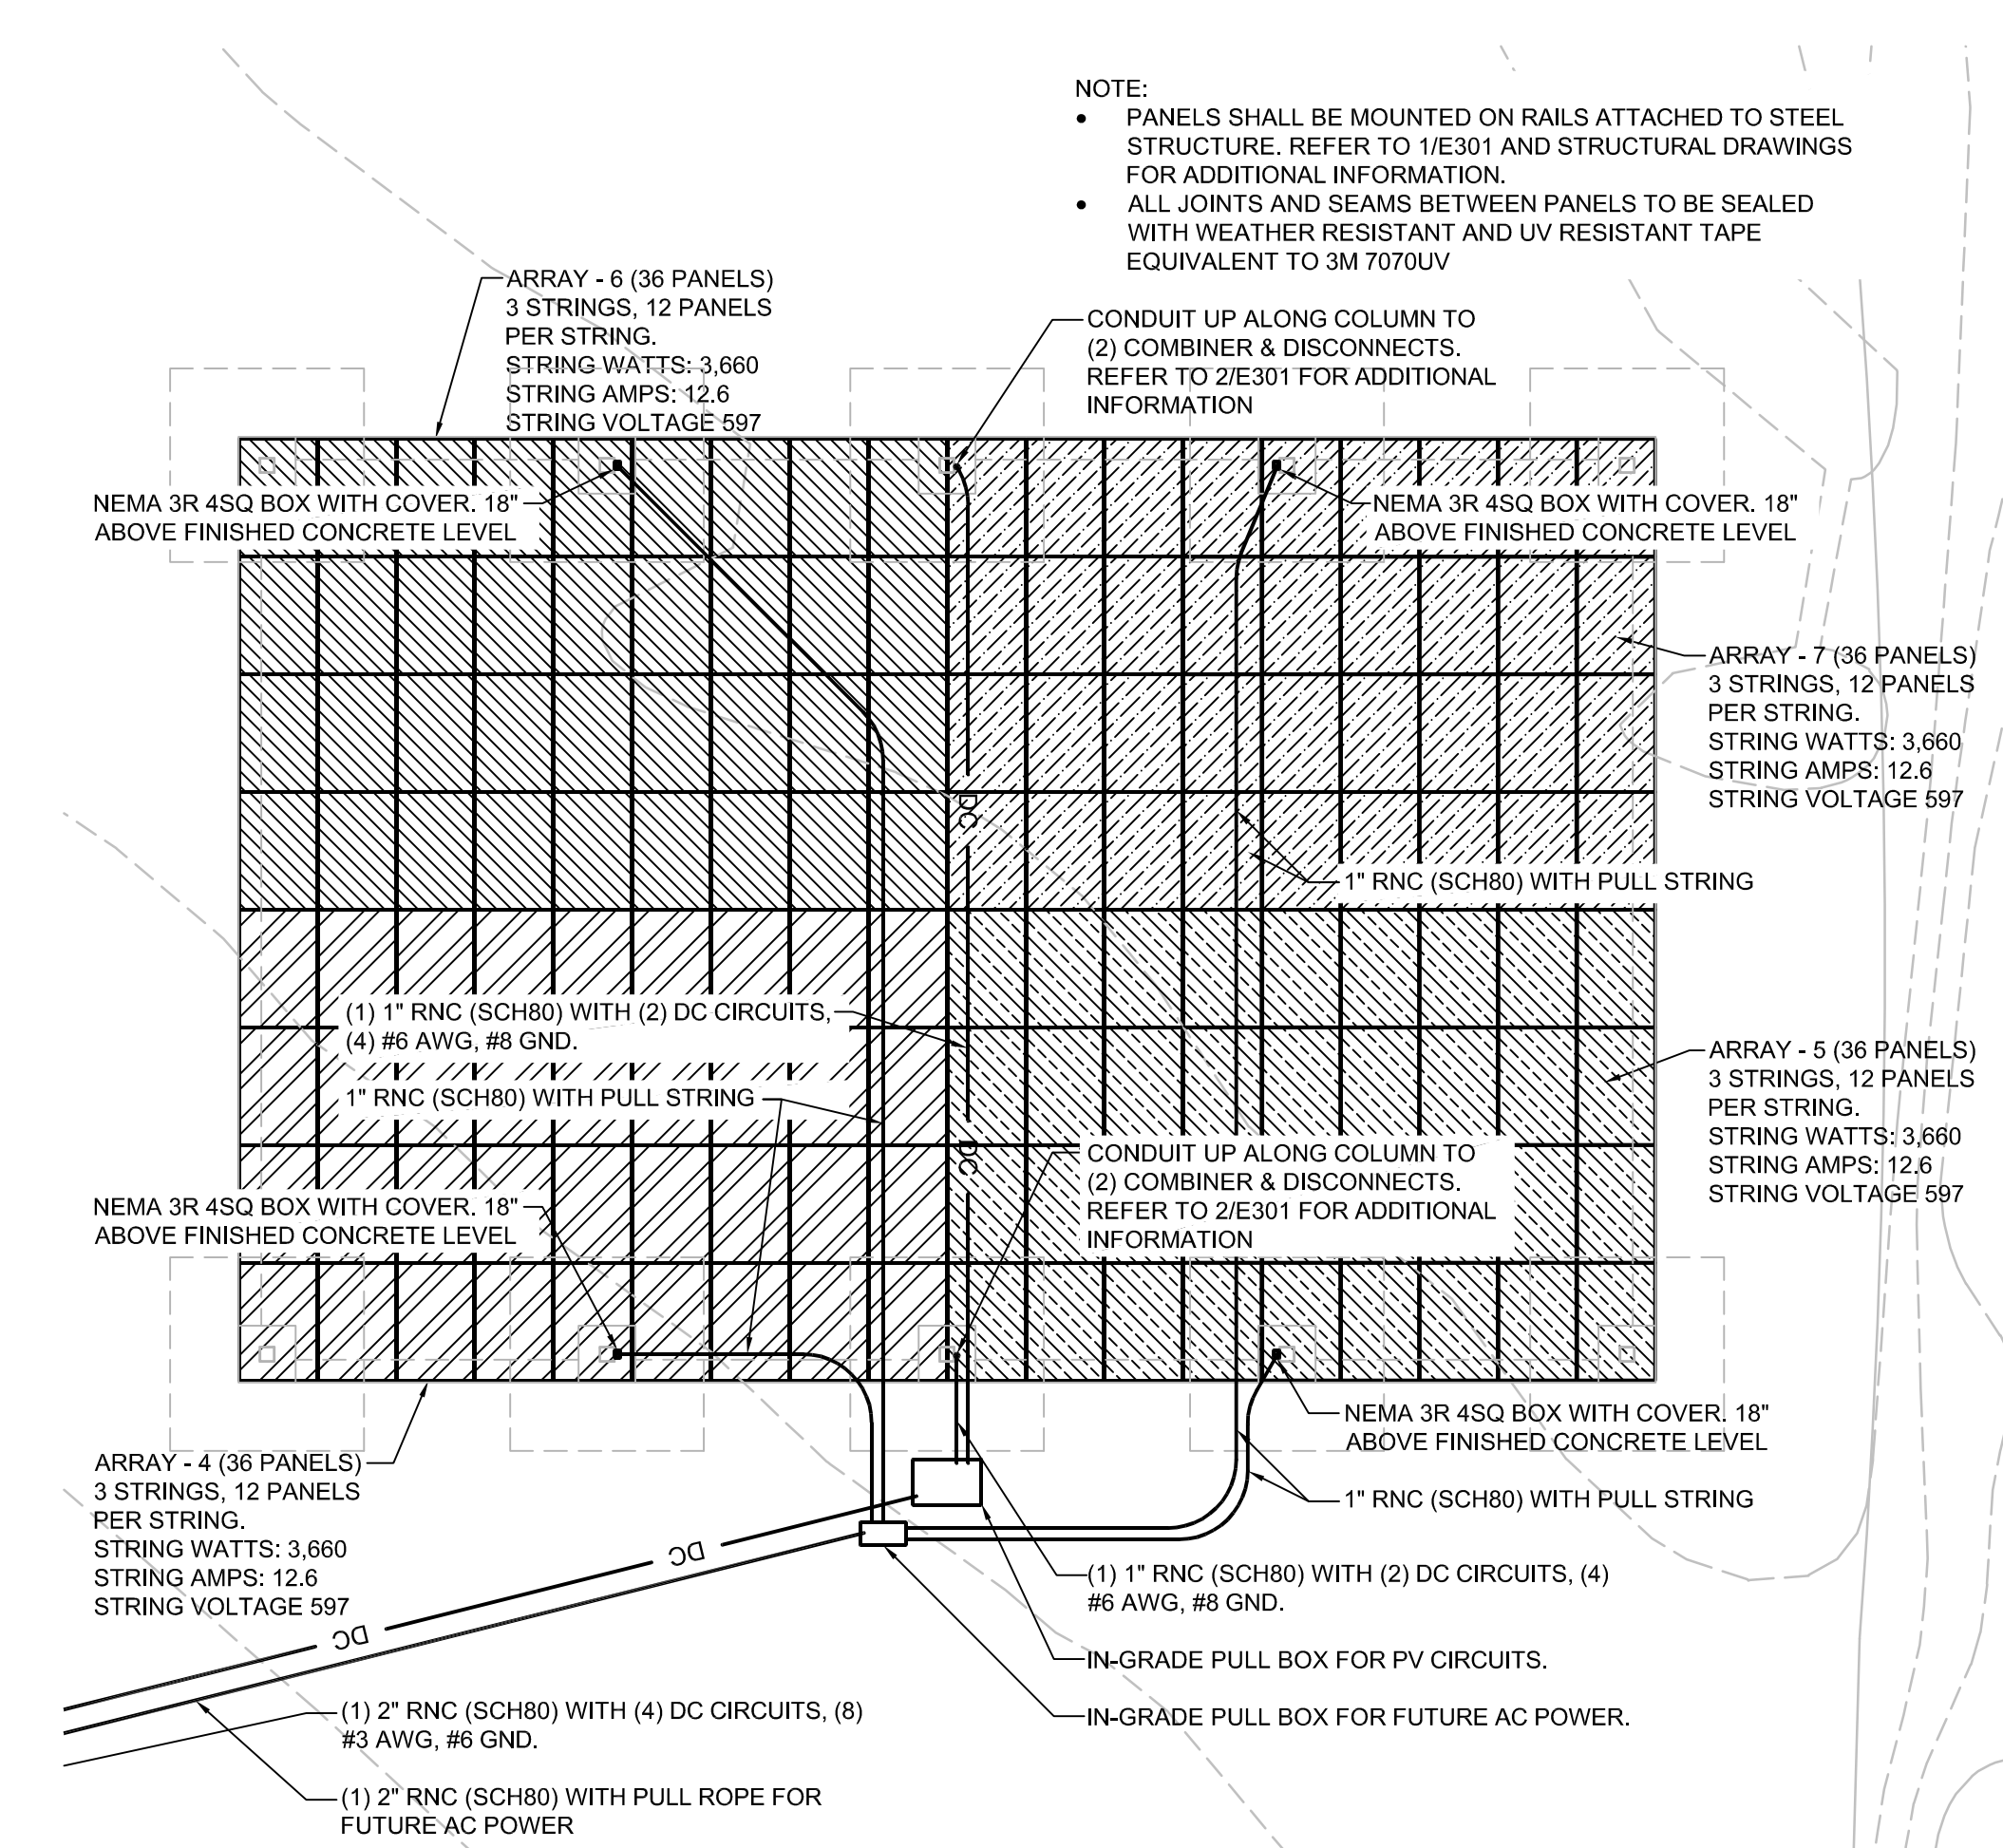 NOTE:
• PANELS SHALL BE MOUNTED ON RAILS ATTACHED TO STEEL
STRUCTURE. REFER TO 1/E301 AND STRUCTURAL DRAWINGS
FOR ADDITIONAL INFORMATION.
• ALL JOINTS AND SEAMS BETWEEN PANELS TO BE SEALED
WITH WEATHER RESISTANT AND UV RESISTANT TAPE
EQUIVALENT TO 3M 7070UV
ARRAY - 6 (36 PANELS)
3 STRINGS, 12 PANELS
PER STRING.
STRING WATTS: 3,660
STRING AMPS: 12.6
STRING VOLTAGE 597
CONDUIT UP ALONG COLUMN TO
(2) COMBINER & DISCONNECTS.
REFER TO 2/E301 FOR ADDITIONAL
INFORMATION
NEMA 3R 4SQ BOX WITH COVER. 18"
ABOVE FINISHED CONCRETE LEVEL
NEMA 3R 4SQ BOX WITH COVER. 18"
ABOVE FINISHED CONCRETE LEVEL
ARRAY - 7 (36 PANELS)
3 STRINGS, 12 PANELS
PER STRING.
STRING WATTS: 3,660
STRING AMPS: 12.6
STRING VOLTAGE 597
DC
1" RNC (SCH80) WITH PULL STRING
(1) 1" RNC (SCH80) WITH (2) DC CIRCUITS,
(4) #6 AWG, #8 GND.
1" RNC (SCH80) WITH PULL STRING
ARRAY - 5 (36 PANELS)
3 STRINGS, 12 PANELS
PER STRING.
STRING WATTS: 3,660
STRING AMPS: 12.6
STRING VOLTAGE 597
DC
CONDUIT UP ALONG COLUMN TO
(2) COMBINER & DISCONNECTS.
REFER TO 2/E301 FOR ADDITIONAL
INFORMATION
NEMA 3R 4SQ BOX WITH COVER. 18"
ABOVE FINISHED CONCRETE LEVEL
NEMA 3R 4SQ BOX WITH COVER. 18"
ABOVE FINISHED CONCRETE LEVEL
ARRAY - 4 (36 PANELS)
3 STRINGS, 12 PANELS
PER STRING.
STRING WATTS: 3,660
STRING AMPS: 12.6
STRING VOLTAGE 597
1" RNC (SCH80) WITH PULL STRING
DC
DC
(1) 1" RNC (SCH80) WITH (2) DC CIRCUITS, (4)
#6 AWG, #8 GND.
IN-GRADE PULL BOX FOR PV CIRCUITS.
IN-GRADE PULL BOX FOR FUTURE AC POWER.
(1) 2" RNC (SCH80) WITH (4) DC CIRCUITS, (8)
#3 AWG, #6 GND.
(1) 2" RNC (SCH80) WITH PULL ROPE FOR
FUTURE AC POWER